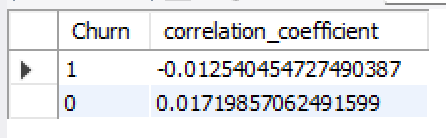 Churn correlation_coefficient
1 -0.012540454727490387
0 0.01719857062491599